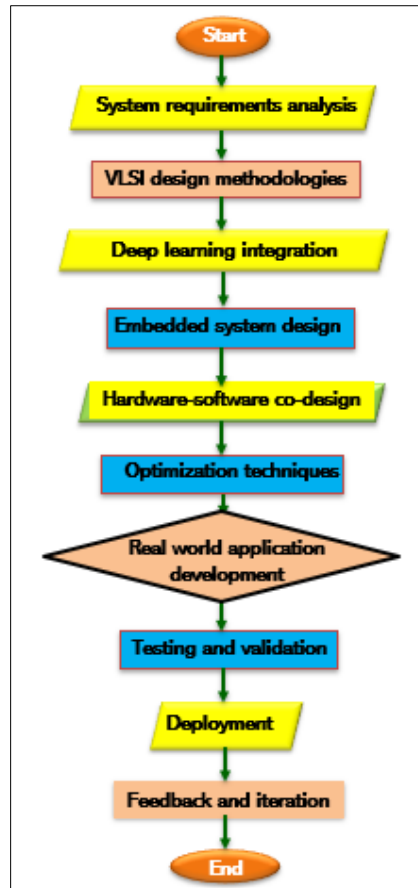 Start
System requirements analysis
VLSI design methodologies
Deep learning integration
Embedded system design
Hardware-software co-design
Optimization techniques
Real world application
development
Testing and validation
Deployment
Feedback and iteration
End